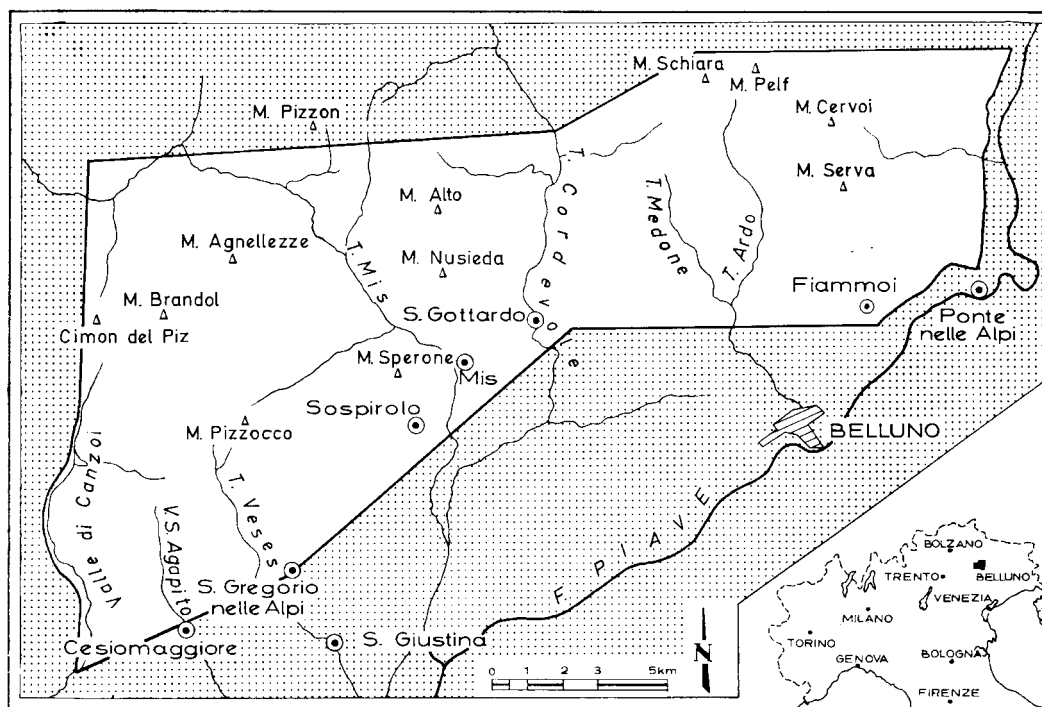 M. Schiara
M. Pelf
M. Pizzon
M. Cervoi
M. Serva
M. Alto
T. Cordevole
T. Medone
T. Ardo
M. Agnellezze
T. Mis
M. Nusieda
M. Brandol
Cimon del Piz
S. Gottardo
Fiammoi
Ponte
nelle Alpi
M. Sperone
Mis
Sospirolo
M. Pizzocco
BELLUNO
Valle di Canzoi
V.S. Agapito
T. Veses
F. PIAVE
S. Gregorio
nelle Alpi
Cesiomaggiore
S. Giustina
0 1 2 3 5km
N
BOLZANO
TRENTO
BELLUNO
VENEZIA
MILANO
TORINO
GENOVA
BOLOGNA
FIRENZE